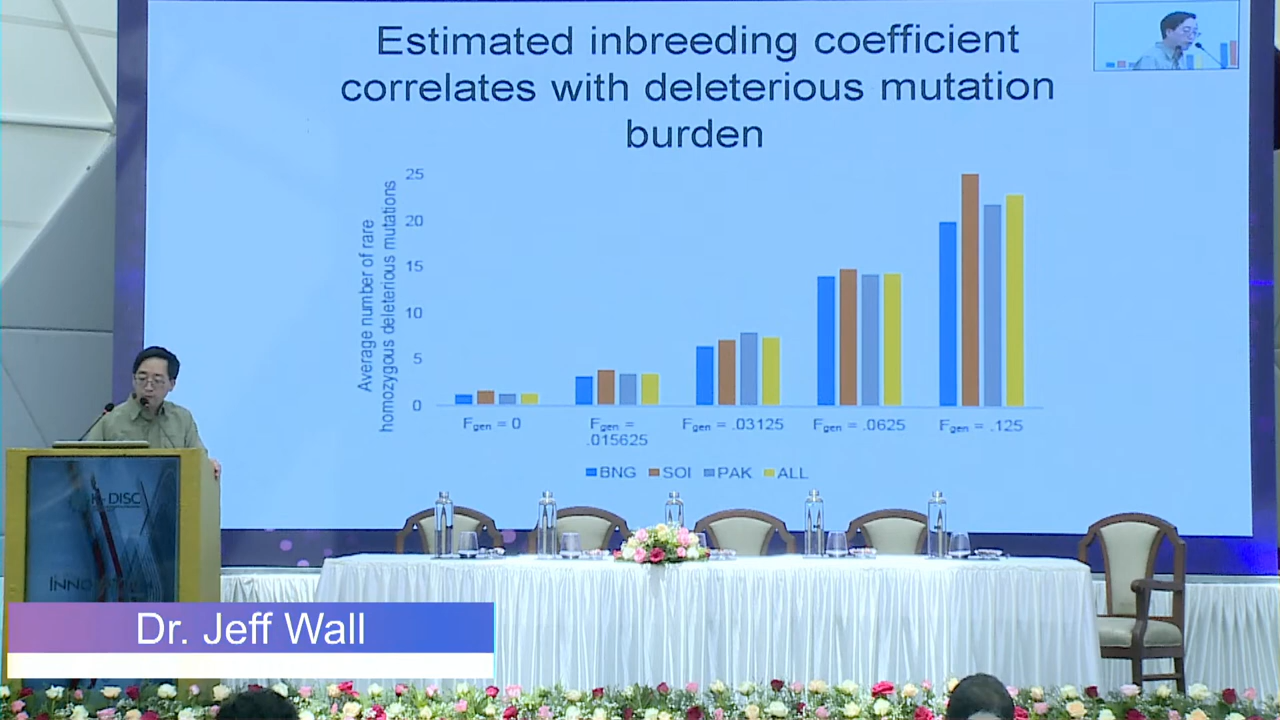 Estimated inbreeding coefficient
correlates with deleterious mutation
burden
Average number of rare
homozygous deleterious mutations
25
20
15
10
5
0
Fgen = 0
Fgen =
.015625
Fgen = .03125
Fgen = .0625
Fgen = .125
BNG SOI PAK ALL
K-DISC
Dr. Jeff Wall